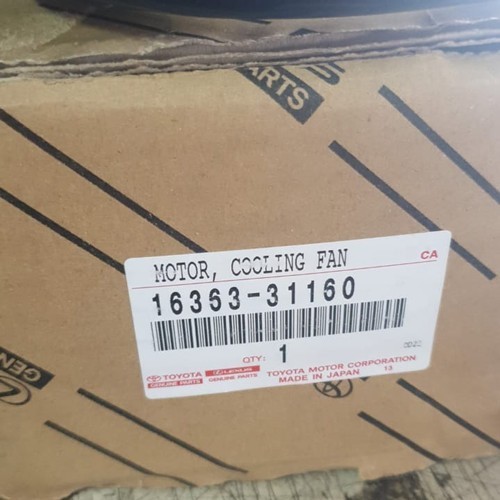 PARTS
MOTOR, COOLING FAN
CA
16363-31160
QTY: 1
TOYOTA
GENUINE PARTS
LEXUS
GENUINE PARTS
TOYOTA MOTOR CORPORATION
MADE IN JAPAN 13
GENUINE